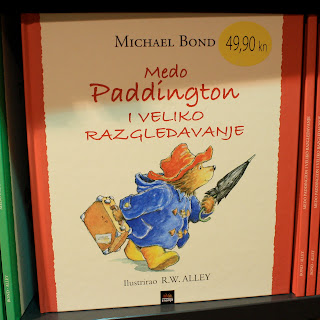 MICHAEL BOND
49,90 kn
Medo
Paddington
I VELIKO
RAZGLEDAVANJE
Ilustrirao R.W. ALLEY